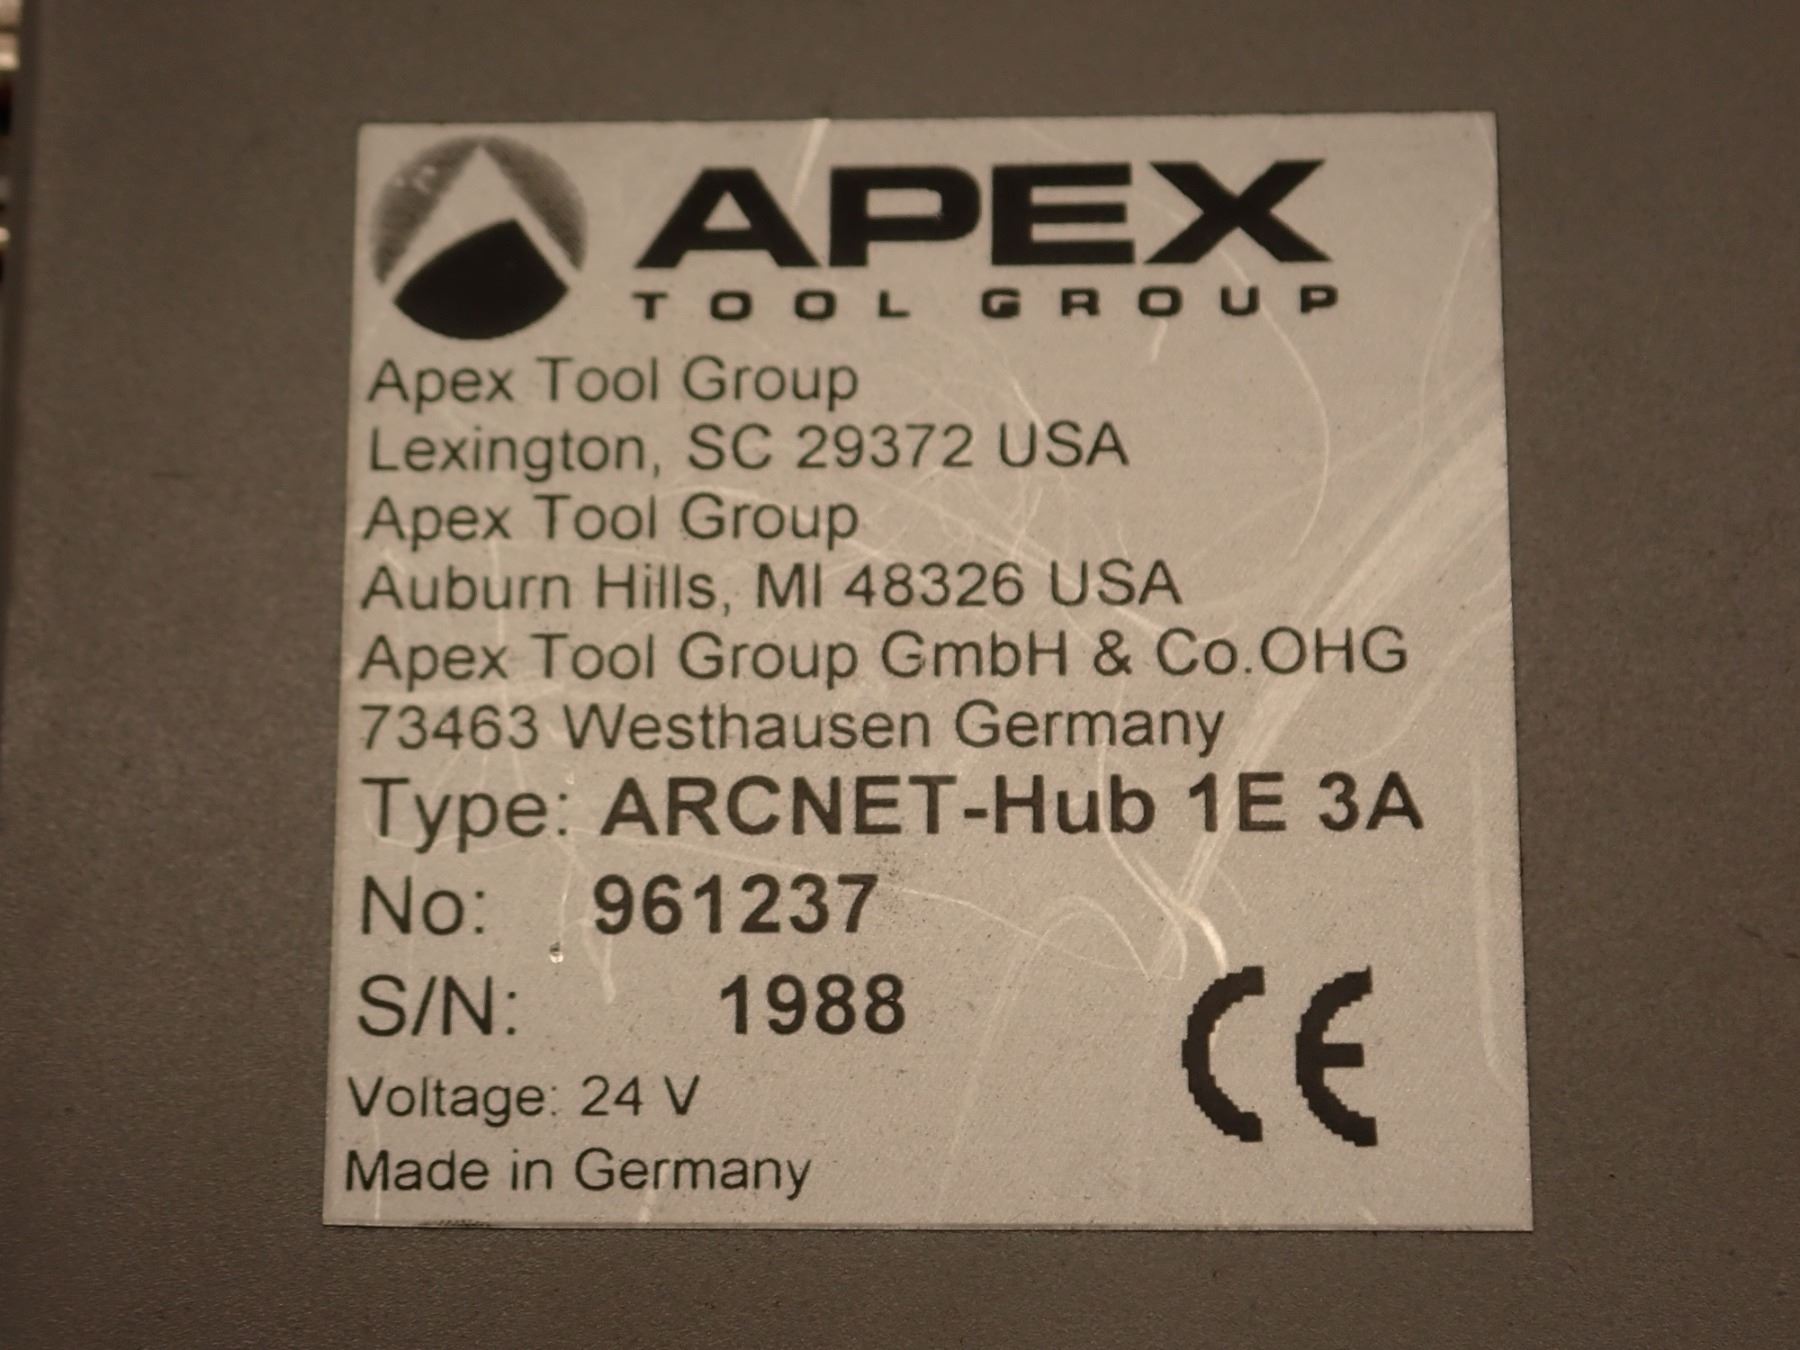 APEX
TOOL GROUP
Apex Tool Group
Lexington, SC 29372 USA
Apex Tool Group
Auburn Hills, MI 48326 USA
Apex Tool Group GmbH & Co.OHG
73463 Westhausen Germany
Type: ARCNET-Hub 1E 3A
No: 961237
S/N: 1988
Voltage: 24 V
Made in Germany
CE